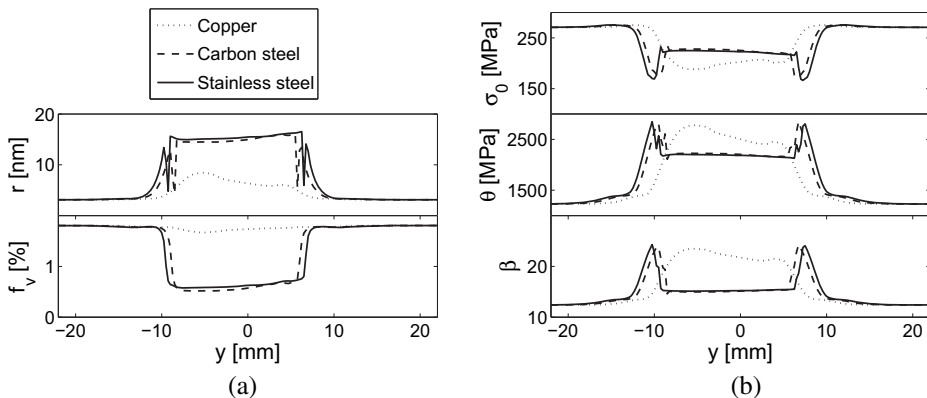 Copper
Carbon steel
Stainless steel
20
10
r [nm]
1
0
f_v [%]
−20 −10 0 10 20
y [mm]
(a)
250
150
σ_0 [MPa]
2500
1500
θ [MPa]
20
10
β
−20 −10 0 10 20
y [mm]
(b)